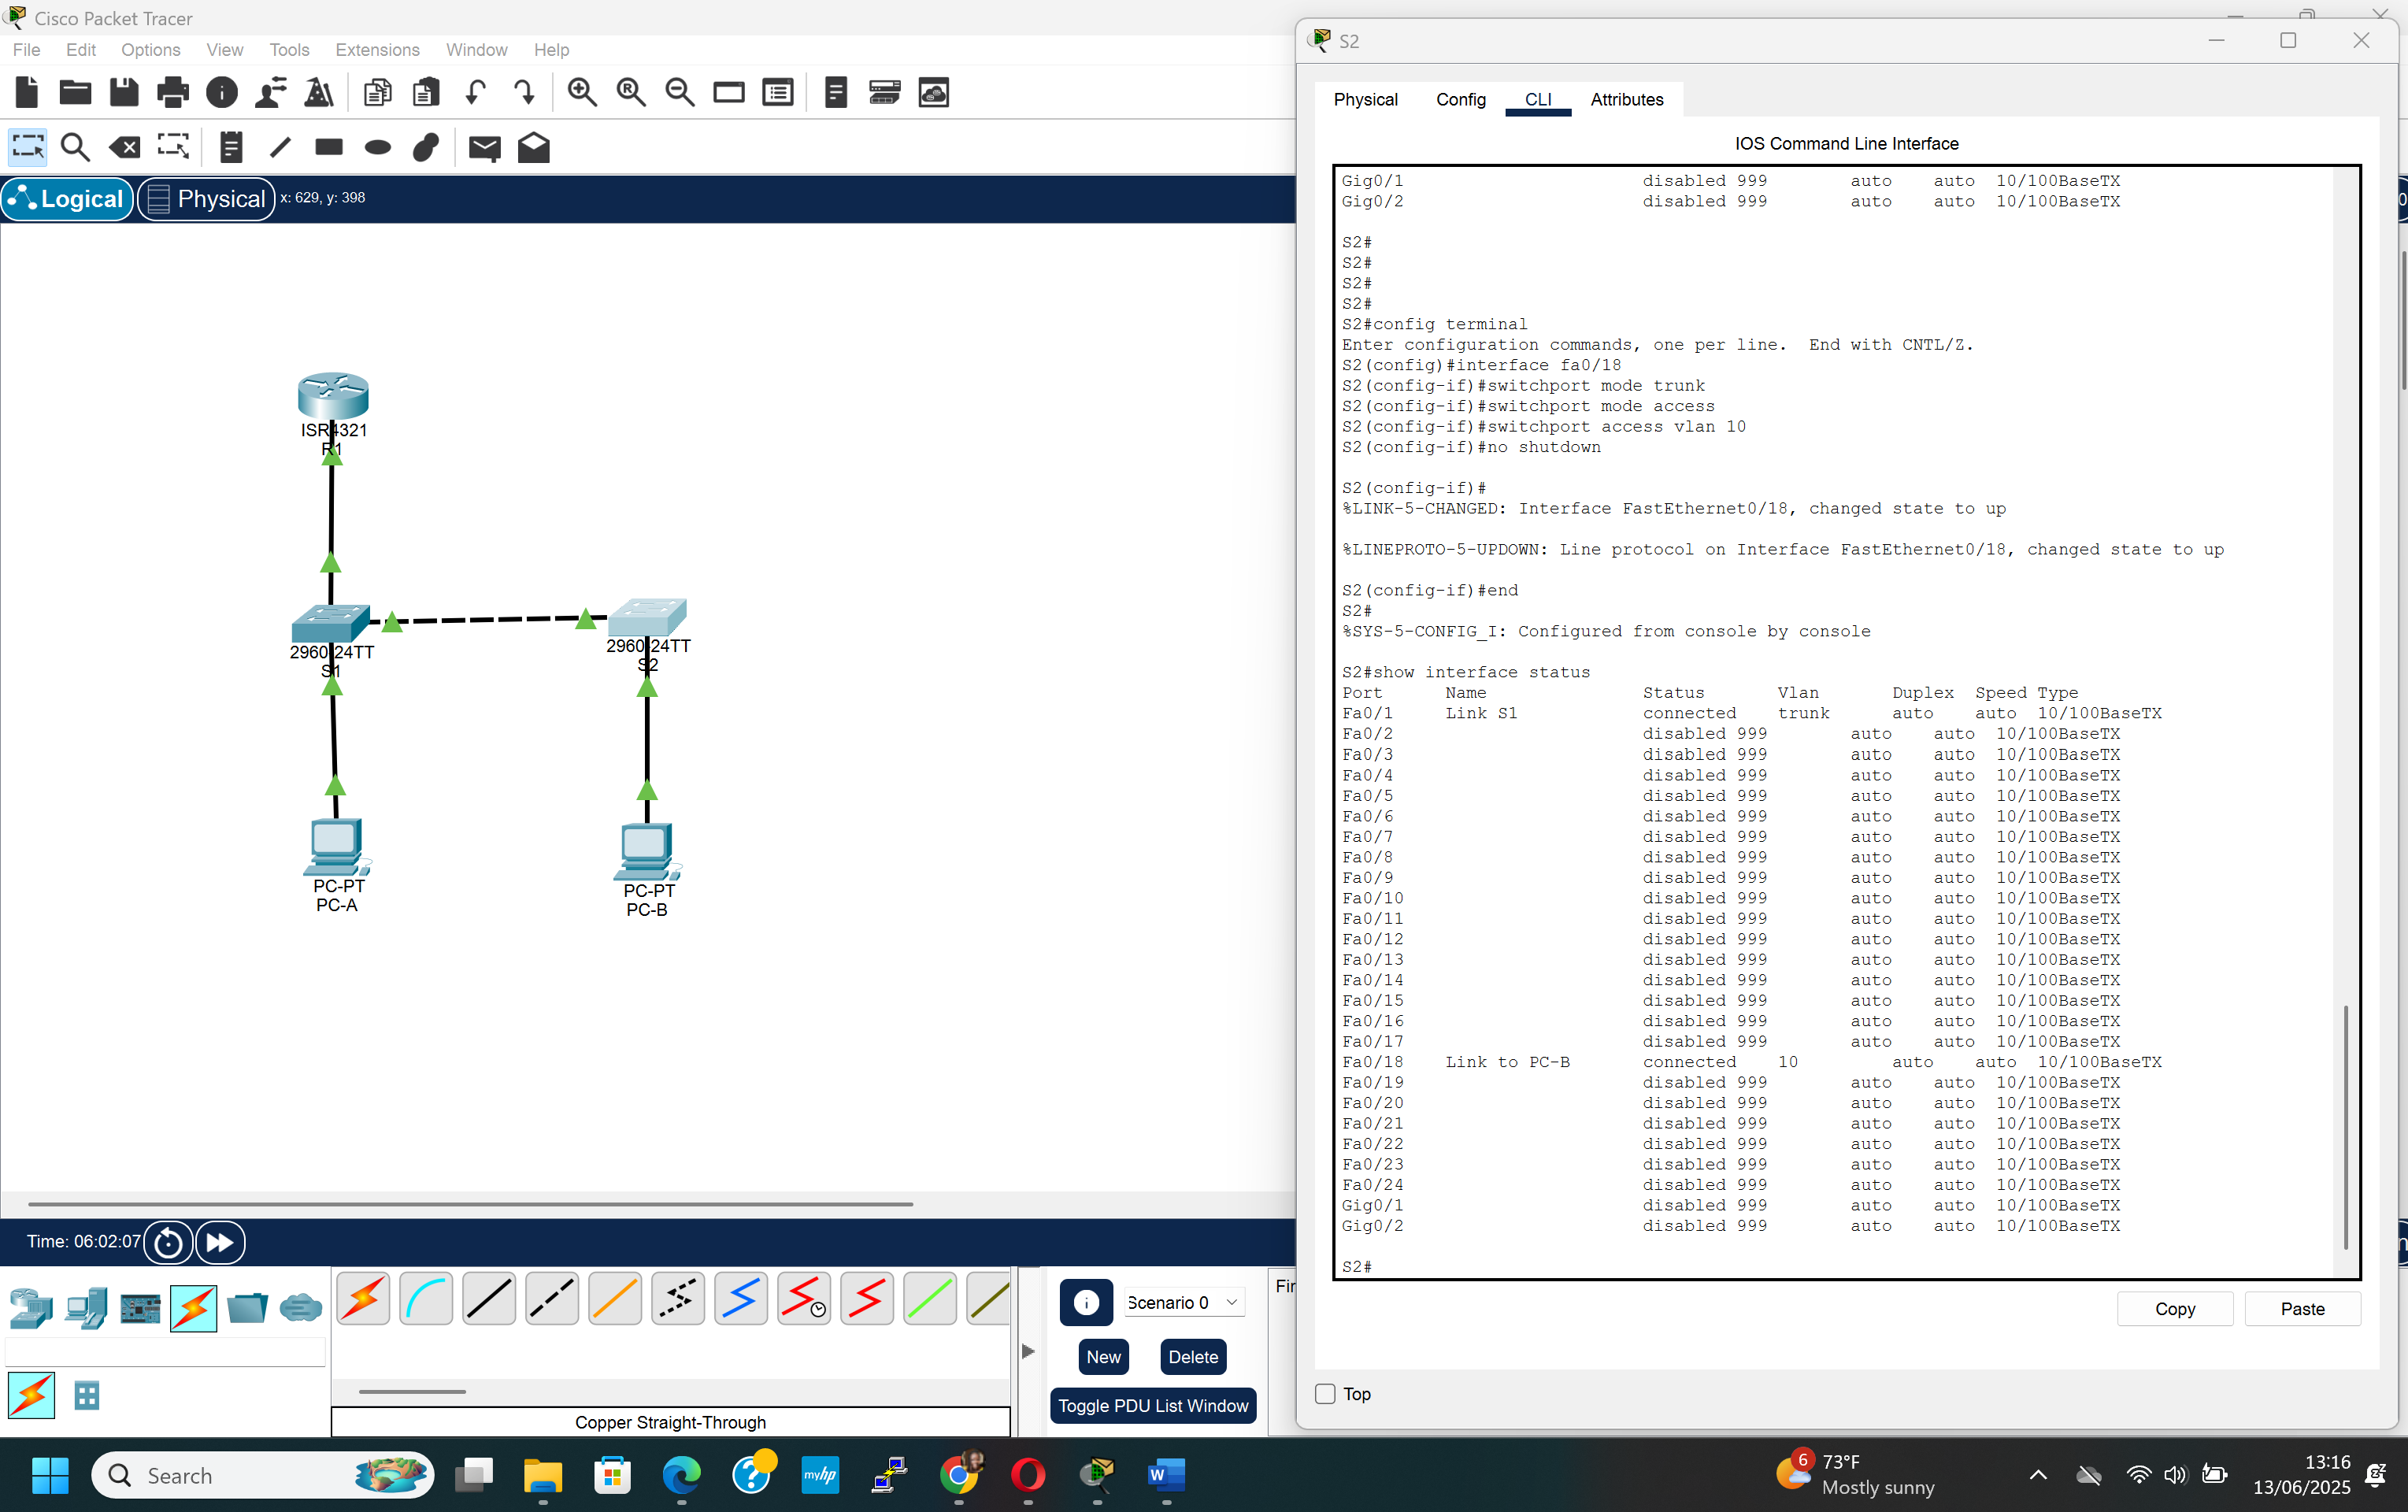 Cisco Packet Tracer
File Edit Options View Tools Extensions Window Help
Logical Physical x: 629, y: 398
ISR4321
R1
2960-24TT
S1
2960-24TT
S2
PC-PT
PC-A
PC-PT
PC-B
Time: 06:02:07
Scenario 0
Fir
New Delete
Toggle PDU List Window
Copper Straight-Through
S2
Physical Config CLI Attributes
IOS Command Line Interface
Gig0/1 disabled 999 auto auto 10/100BaseTX
Gig0/2 disabled 999 auto auto 10/100BaseTX
S2#
S2#
S2#
S2#
S2#config terminal
Enter configuration commands, one per line. End with CNTL/Z.
S2(config)#interface fa0/18
S2(config-if)#switchport mode trunk
S2(config-if)#switchport mode access
S2(config-if)#switchport access vlan 10
S2(config-if)#no shutdown
S2(config-if)#
%LINK-5-CHANGED: Interface FastEthernet0/18, changed state to up
%LINEPROTO-5-UPDOWN: Line protocol on Interface FastEthernet0/18, changed state to up
S2(config-if)#end
S2#
%SYS-5-CONFIG_I: Configured from console by console
S2#show interface status
Port Name Status Vlan Duplex Speed Type
Fa0/1 Link S1 connected trunk auto auto 10/100BaseTX
Fa0/2 disabled 999 auto auto 10/100BaseTX
Fa0/3 disabled 999 auto auto 10/100BaseTX
Fa0/4 disabled 999 auto auto 10/100BaseTX
Fa0/5 disabled 999 auto auto 10/100BaseTX
Fa0/6 disabled 999 auto auto 10/100BaseTX
Fa0/7 disabled 999 auto auto 10/100BaseTX
Fa0/8 disabled 999 auto auto 10/100BaseTX
Fa0/9 disabled 999 auto auto 10/100BaseTX
Fa0/10 disabled 999 auto auto 10/100BaseTX
Fa0/11 disabled 999 auto auto 10/100BaseTX
Fa0/12 disabled 999 auto auto 10/100BaseTX
Fa0/13 disabled 999 auto auto 10/100BaseTX
Fa0/14 disabled 999 auto auto 10/100BaseTX
Fa0/15 disabled 999 auto auto 10/100BaseTX
Fa0/16 disabled 999 auto auto 10/100BaseTX
Fa0/17 disabled 999 auto auto 10/100BaseTX
Fa0/18 Link to PC-B connected 10 auto auto 10/100BaseTX
Fa0/19 disabled 999 auto auto 10/100BaseTX
Fa0/20 disabled 999 auto auto 10/100BaseTX
Fa0/21 disabled 999 auto auto 10/100BaseTX
Fa0/22 disabled 999 auto auto 10/100BaseTX
Fa0/23 disabled 999 auto auto 10/100BaseTX
Fa0/24 disabled 999 auto auto 10/100BaseTX
Gig0/1 disabled 999 auto auto 10/100BaseTX
Gig0/2 disabled 999 auto auto 10/100BaseTX
S2#
Copy Paste
Top
Search
myhp
6
73°F
Mostly sunny
13:16
13/06/2025